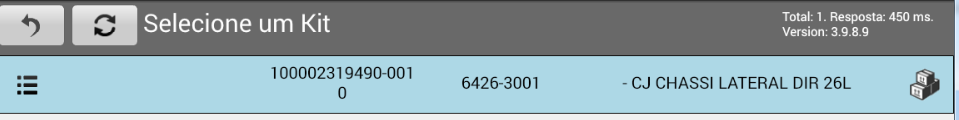 Selecione um Kit
Total: 1. Resposta: 450 ms.
Version: 3.9.8.9
100002319490-001
0
6426-3001
- CJ CHASSI LATERAL DIR 26L